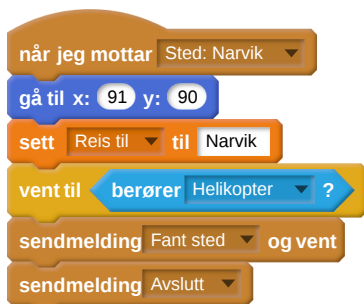 når jeg mottar Sted: Narvik
gå til x: 91 y: 90
sett Reis til til Narvik
vent til berører Helikopter ?
sendmelding Fant sted og vent
sendmelding Avslutt